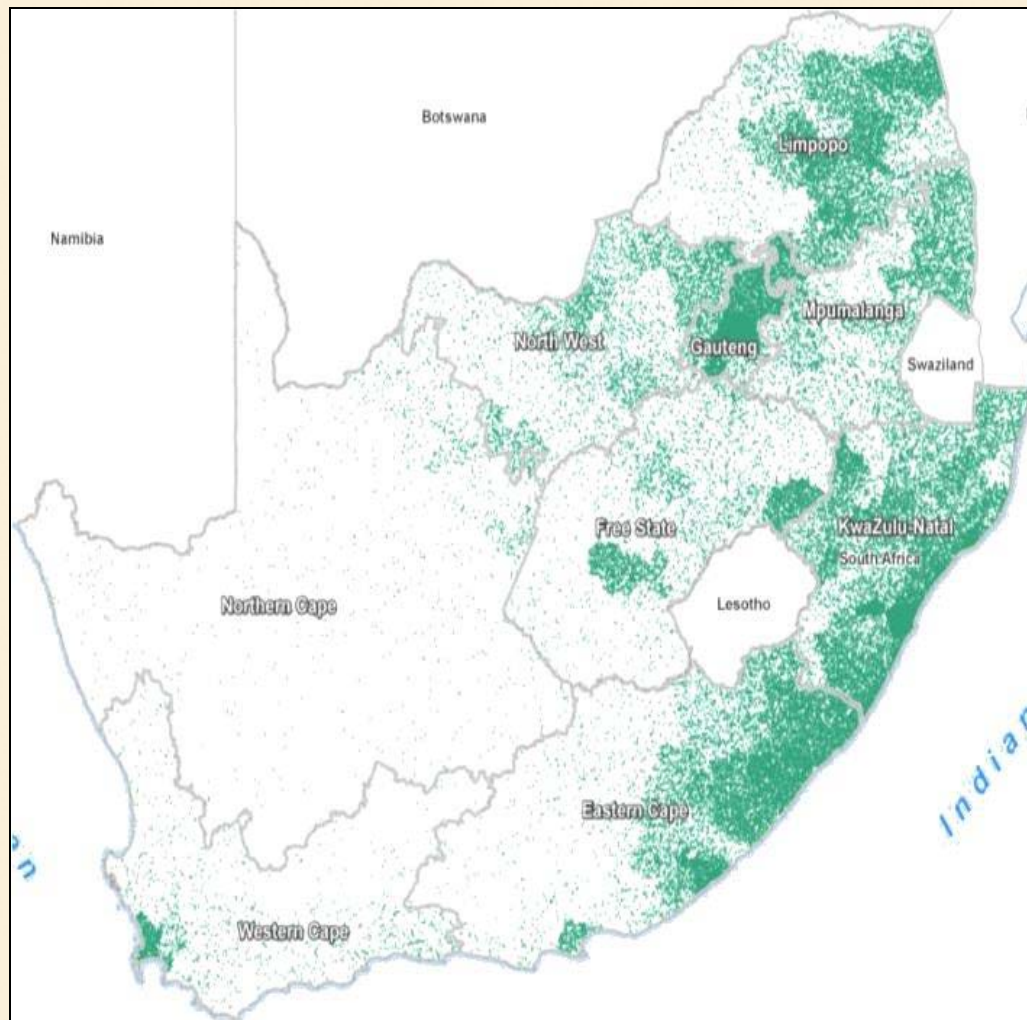 Botswana
Limpopo
Namibia
Mpumalanga
North West
Gauteng
Swaziland
Free State
KwaZulu-Natal
South Africa
Northern Cape
Lesotho
Indian
Eastern Cape
an
Western Cape